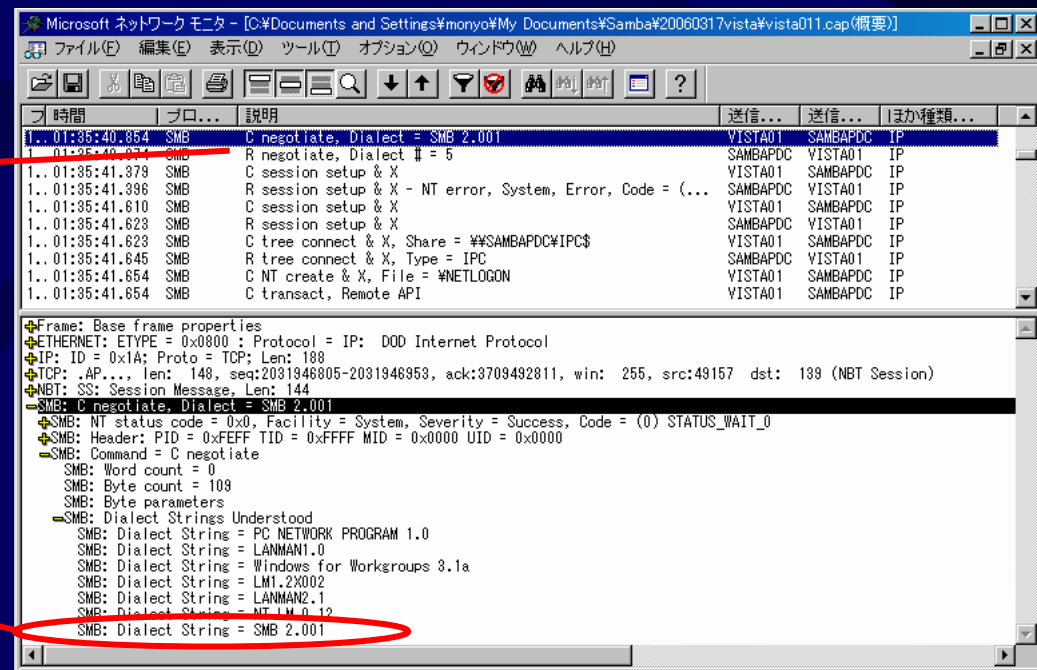 Microsoft ネットワーク モニタ - [C:¥Documents and Settings¥monyo¥My Documents¥Samba¥20060317vista¥vista011.cap(概要)]
ファイル(F) 編集(E) 表示(D) ツール(T) オプション(O) ウィンドウ(W) ヘルプ(H)
フ 時間 プロ... 説明 送信... 送信... ほか種類...
1.. 01:35:40.854 SMB C negotiate, Dialect = SMB 2.001 VISTA01 SAMBAPDC IP
1.. 01:35:40.874 SMB R negotiate, Dialect # = 5 SAMBAPDC VISTA01 IP
1.. 01:35:41.379 SMB C session setup & X VISTA01 SAMBAPDC IP
1.. 01:35:41.396 SMB R session setup & X - NT error, System, Error, Code = (... SAMBAPDC VISTA01 IP
1.. 01:35:41.610 SMB C session setup & X VISTA01 SAMBAPDC IP
1.. 01:35:41.623 SMB R session setup & X SAMBAPDC VISTA01 IP
1.. 01:35:41.623 SMB C tree connect & X, Share = ¥¥SAMBAPDC¥IPC$ VISTA01 SAMBAPDC IP
1.. 01:35:41.645 SMB R tree connect & X, Type = IPC SAMBAPDC VISTA01 IP
1.. 01:35:41.654 SMB C NT create & X, File = ¥NETLOGON VISTA01 SAMBAPDC IP
1.. 01:35:41.654 SMB C transact, Remote API VISTA01 SAMBAPDC IP
Frame: Base frame properties
ETHERNET: ETYPE = 0x0800 : Protocol = IP: DOD Internet Protocol
IP: ID = 0x1A; Proto = TCP; Len: 188
TCP: .AP..., len: 148, seq:2031946805-2031946953, ack:3709492811, win: 255, src:49157 dst: 139 (NBT Session)
NBT: SS: Session Message, Len: 144
SMB: C negotiate, Dialect = SMB 2.001
SMB: NT status code = 0x0, Facility = System, Severity = Success, Code = (0) STATUS_WAIT_0
SMB: Header: PID = 0xFEFF TID = 0xFFFF MID = 0x0000 UID = 0x0000
SMB: Command = C negotiate
SMB: Word count = 0
SMB: Byte count = 109
SMB: Byte parameters
SMB: Dialect Strings Understood
SMB: Dialect String = PC NETWORK PROGRAM 1.0
SMB: Dialect String = LANMAN1.0
SMB: Dialect String = Windows for Workgroups 3.1a
SMB: Dialect String = LM1.2X002
SMB: Dialect String = LANMAN2.1
SMB: Dialect String = NT LM 0.12
SMB: Dialect String = SMB 2.001